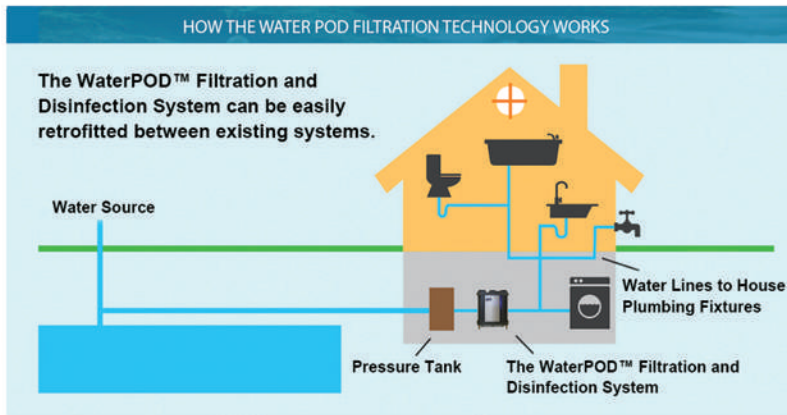 HOW THE WATER POD FILTRATION TECHNOLOGY WORKS
The WaterPOD™ Filtration and
Disinfection System can be easily
retrofitted between existing systems.
Water Source
Water Lines to House
Plumbing Fixtures
Pressure Tank
The WaterPOD™ Filtration and
Disinfection System